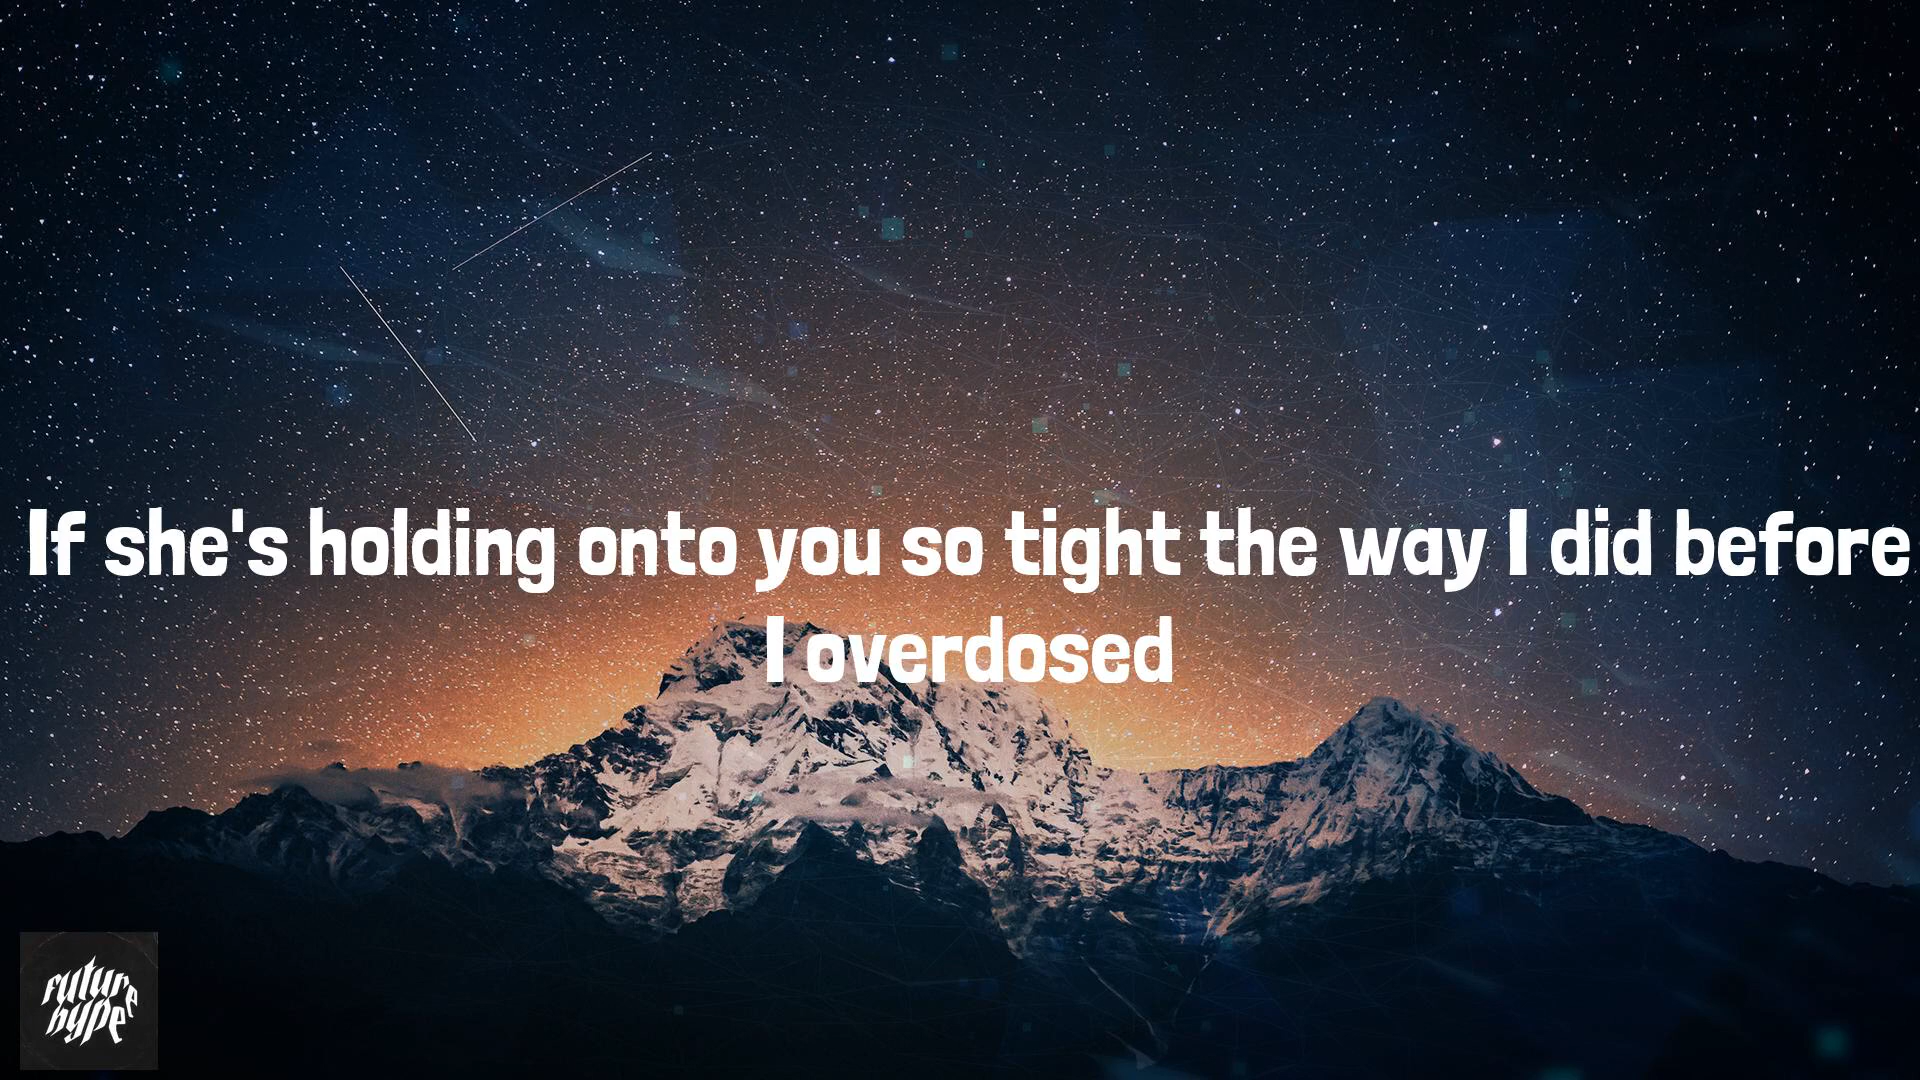 If she's holding onto you so tight the way I did before
I overdosed
future
hype